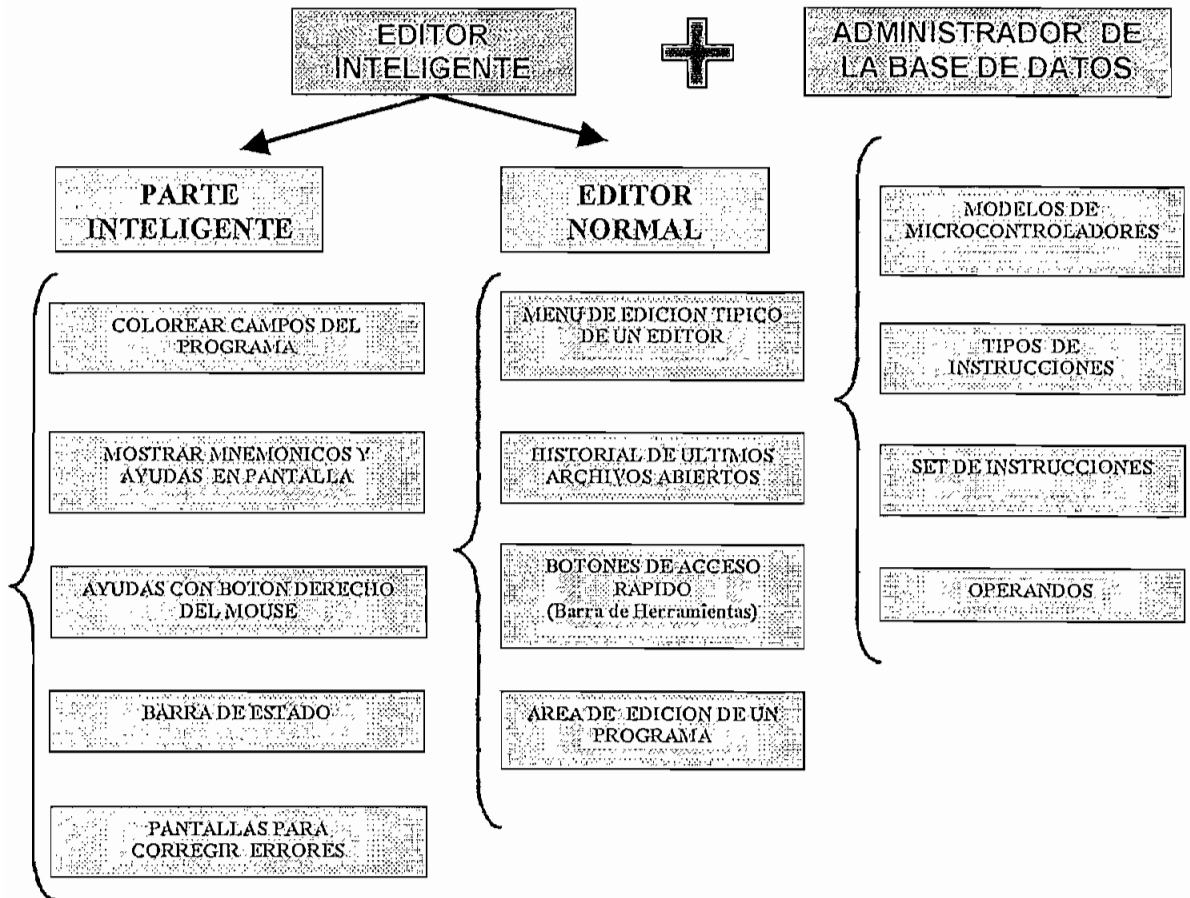 EDITOR
INTELIGENTE
ADMINISTRADOR DE
LA BASE DE DATOS
PARTE
INTELIGENTE
COLOREAR CAMPOS DEL
PROGRAMA
MOSTRAR MNEMONICOS Y
AYUDAS EN PANTALLA
AYUDAS CON BOTON DERECHO
DEL MOUSE
BARRA DE ESTADO
PANTALLAS PARA
CORREGIR ERRORES
EDITOR
NORMAL
MENU DE EDICION TIPICO
DE UN EDITOR
HISTORIAL DE ULTIMOS
ARCHIVOS ABIERTOS
BOTONES DE ACCESO
RAPIDO
(Barra de Herramientas)
AREA DE EDICION DE UN
PROGRAMA
MODELOS DE
MICROCONTROLADORES
TIPOS DE
INSTRUCCIONES
SET DE INSTRUCCIONES
OPERANDOS